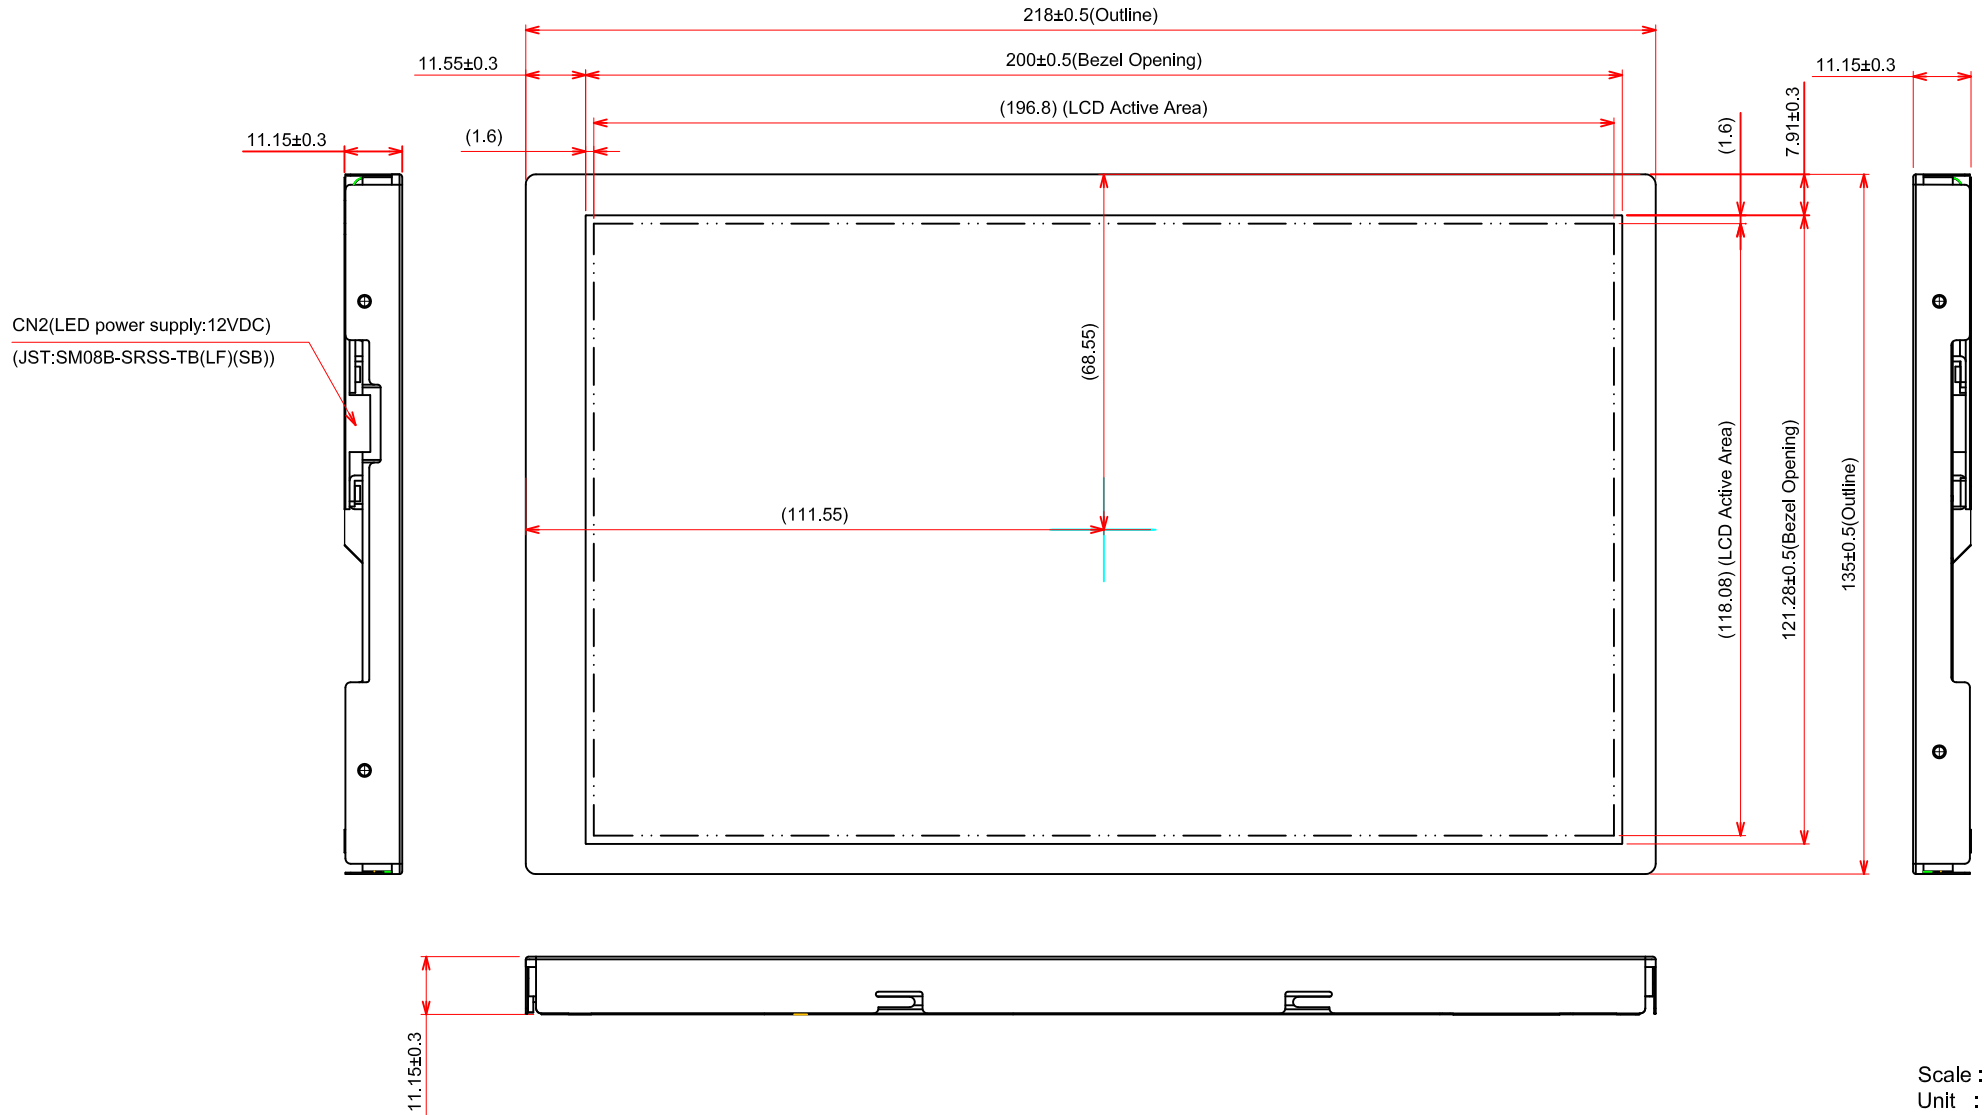 218±0.5(Outline)
11.55±0.3
200±0.5(Bezel Opening)
11.15±0.3
(196.8) (LCD Active Area)
11.15±0.3
(1.6)
(1.6)
7.91±0.3
CN2(LED power supply:12VDC)
(JST:SM08B-SRSS-TB(LF)(SB))
(68.55)
(111.55)
(118.08) (LCD Active Area)
121.28±0.5(Bezel Opening)
135±0.5(Outline)
11.15±0.3
Scale :
Unit :